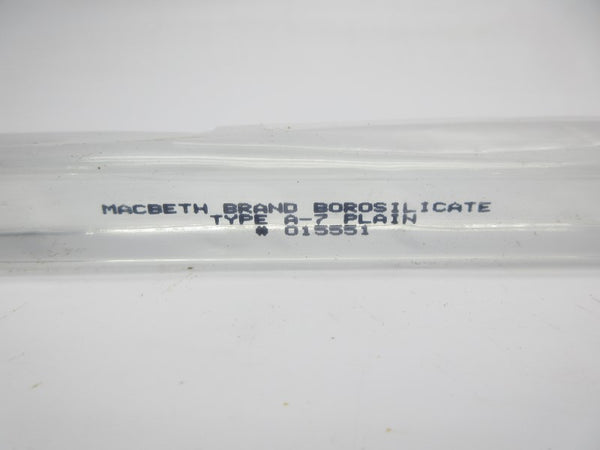 MACBETH BRAND BOROSILICATE
TYPE A-7 PLAIN
# 015551